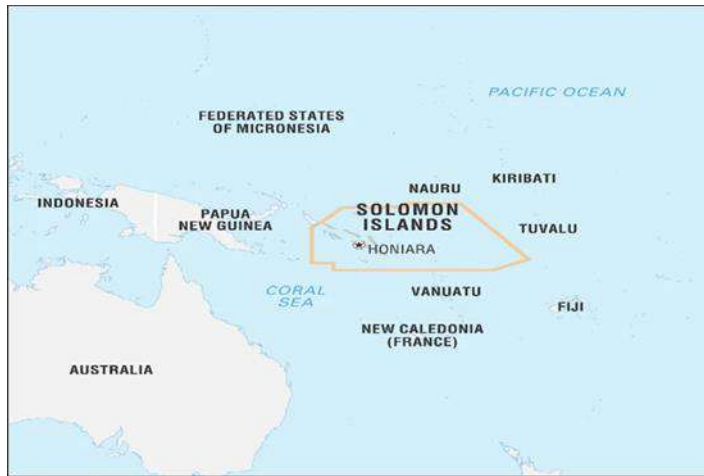 PACIFIC OCEAN
FEDERATED STATES
OF MICRONESIA
KIRIBATI
NAURU
INDONESIA
PAPUA
NEW GUINEA
SOLOMON
ISLANDS
TUVALU
HONIARA
CORAL
SEA
VANUATU
FIJI
NEW CALEDONIA
(FRANCE)
AUSTRALIA